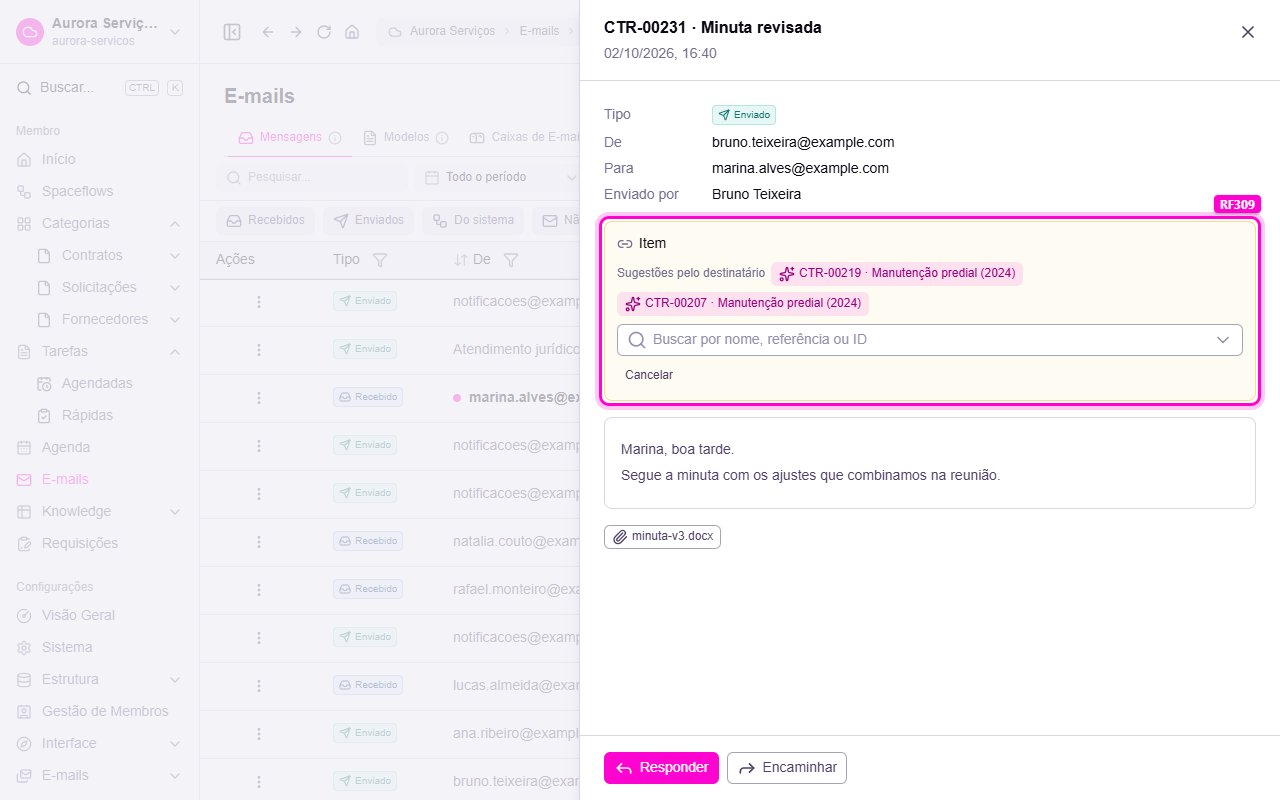 Aurora Serviç...
aurora-servicos
Buscar... CTRL K
Membro
Início
Spaceflows
Categorias
Contratos
Solicitações
Fornecedores
Tarefas
Agendadas
Rápidas
Agenda
E-mails
Knowledge
Requisições
Configurações
Visão Geral
Sistema
Estrutura
Gestão de Membros
Interface
E-mails
Aurora Serviços E-mails
E-mails
Mensagens Modelos Caixas de E-mai
Pesquisar... Todo o período
Recebidos Enviados Do sistema Nã
Ações Tipo De
Enviado notificacoes@examp
Enviado Atendimento jurídico
Recebido marina.alves@ex
Enviado notificacoes@examp
Enviado notificacoes@examp
Recebido natalia.couto@exam
Recebido rafael.monteiro@exa
Enviado notificacoes@examp
Recebido lucas.almeida@exar
Enviado ana.ribeiro@exampl
Enviado bruno.teixeira@exam
CTR-00231 · Minuta revisada
02/10/2026, 16:40
Tipo Enviado
De bruno.teixeira@example.com
Para marina.alves@example.com
Enviado por Bruno Teixeira
RF309
Item
Sugestões pelo destinatário CTR-00219 · Manutenção predial (2024)
CTR-00207 · Manutenção predial (2024)
Buscar por nome, referência ou ID
Cancelar
Marina, boa tarde.
Segue a minuta com os ajustes que combinamos na reunião.
minuta-v3.docx
Responder Encaminhar